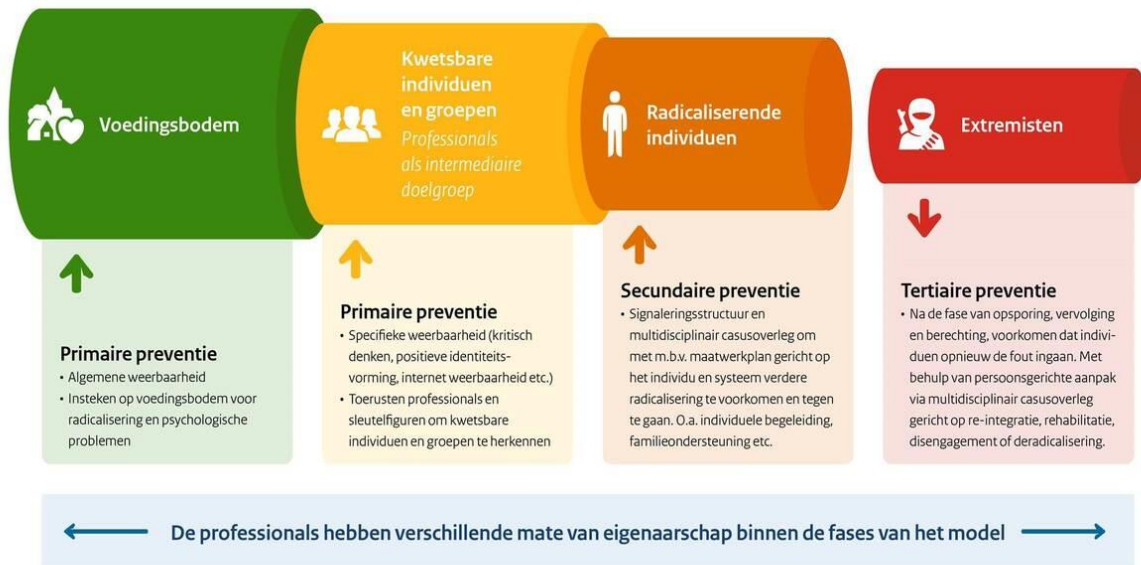 Voedingsbodem
Kwetsbare
individuen
en groepen
Professionals
als intermediaire
doelgroep
Radicaliserende
individuen
Extremisten
Primaire preventie
• Algemene weerbaarheid
• Insteken op voedingsbodem voor
radicalisering en psychologische
problemen
Primaire preventie
• Specifieke weerbaarheid (kritisch
denken, positieve identiteits-
vorming, internet weerbaarheid etc.)
• Toerusten professionals en
sleutelfiguren om kwetsbare
individuen en groepen te herkennen
Secundaire preventie
• Signaleringsstructuur en
multidisciplinair casusoverleg om
met m.b.v. maatwerkplan gericht op
het individu en systeem verdere
radicalisering te voorkomen en tegen
te gaan. O.a. individuele begeleiding,
familieondersteuning etc.
Tertiaire preventie
• Na de fase van opsporing, vervolging
en berechting, voorkomen dat indivi-
duen opnieuw de fout ingaan. Met
behulp van persoonsgerichte aanpak
via multidisciplinair casusoverleg
gericht op re-integratie, rehabilitatie,
disengagement of deradicalisering.
De professionals hebben verschillende mate van eigenaarschap binnen de fases van het model